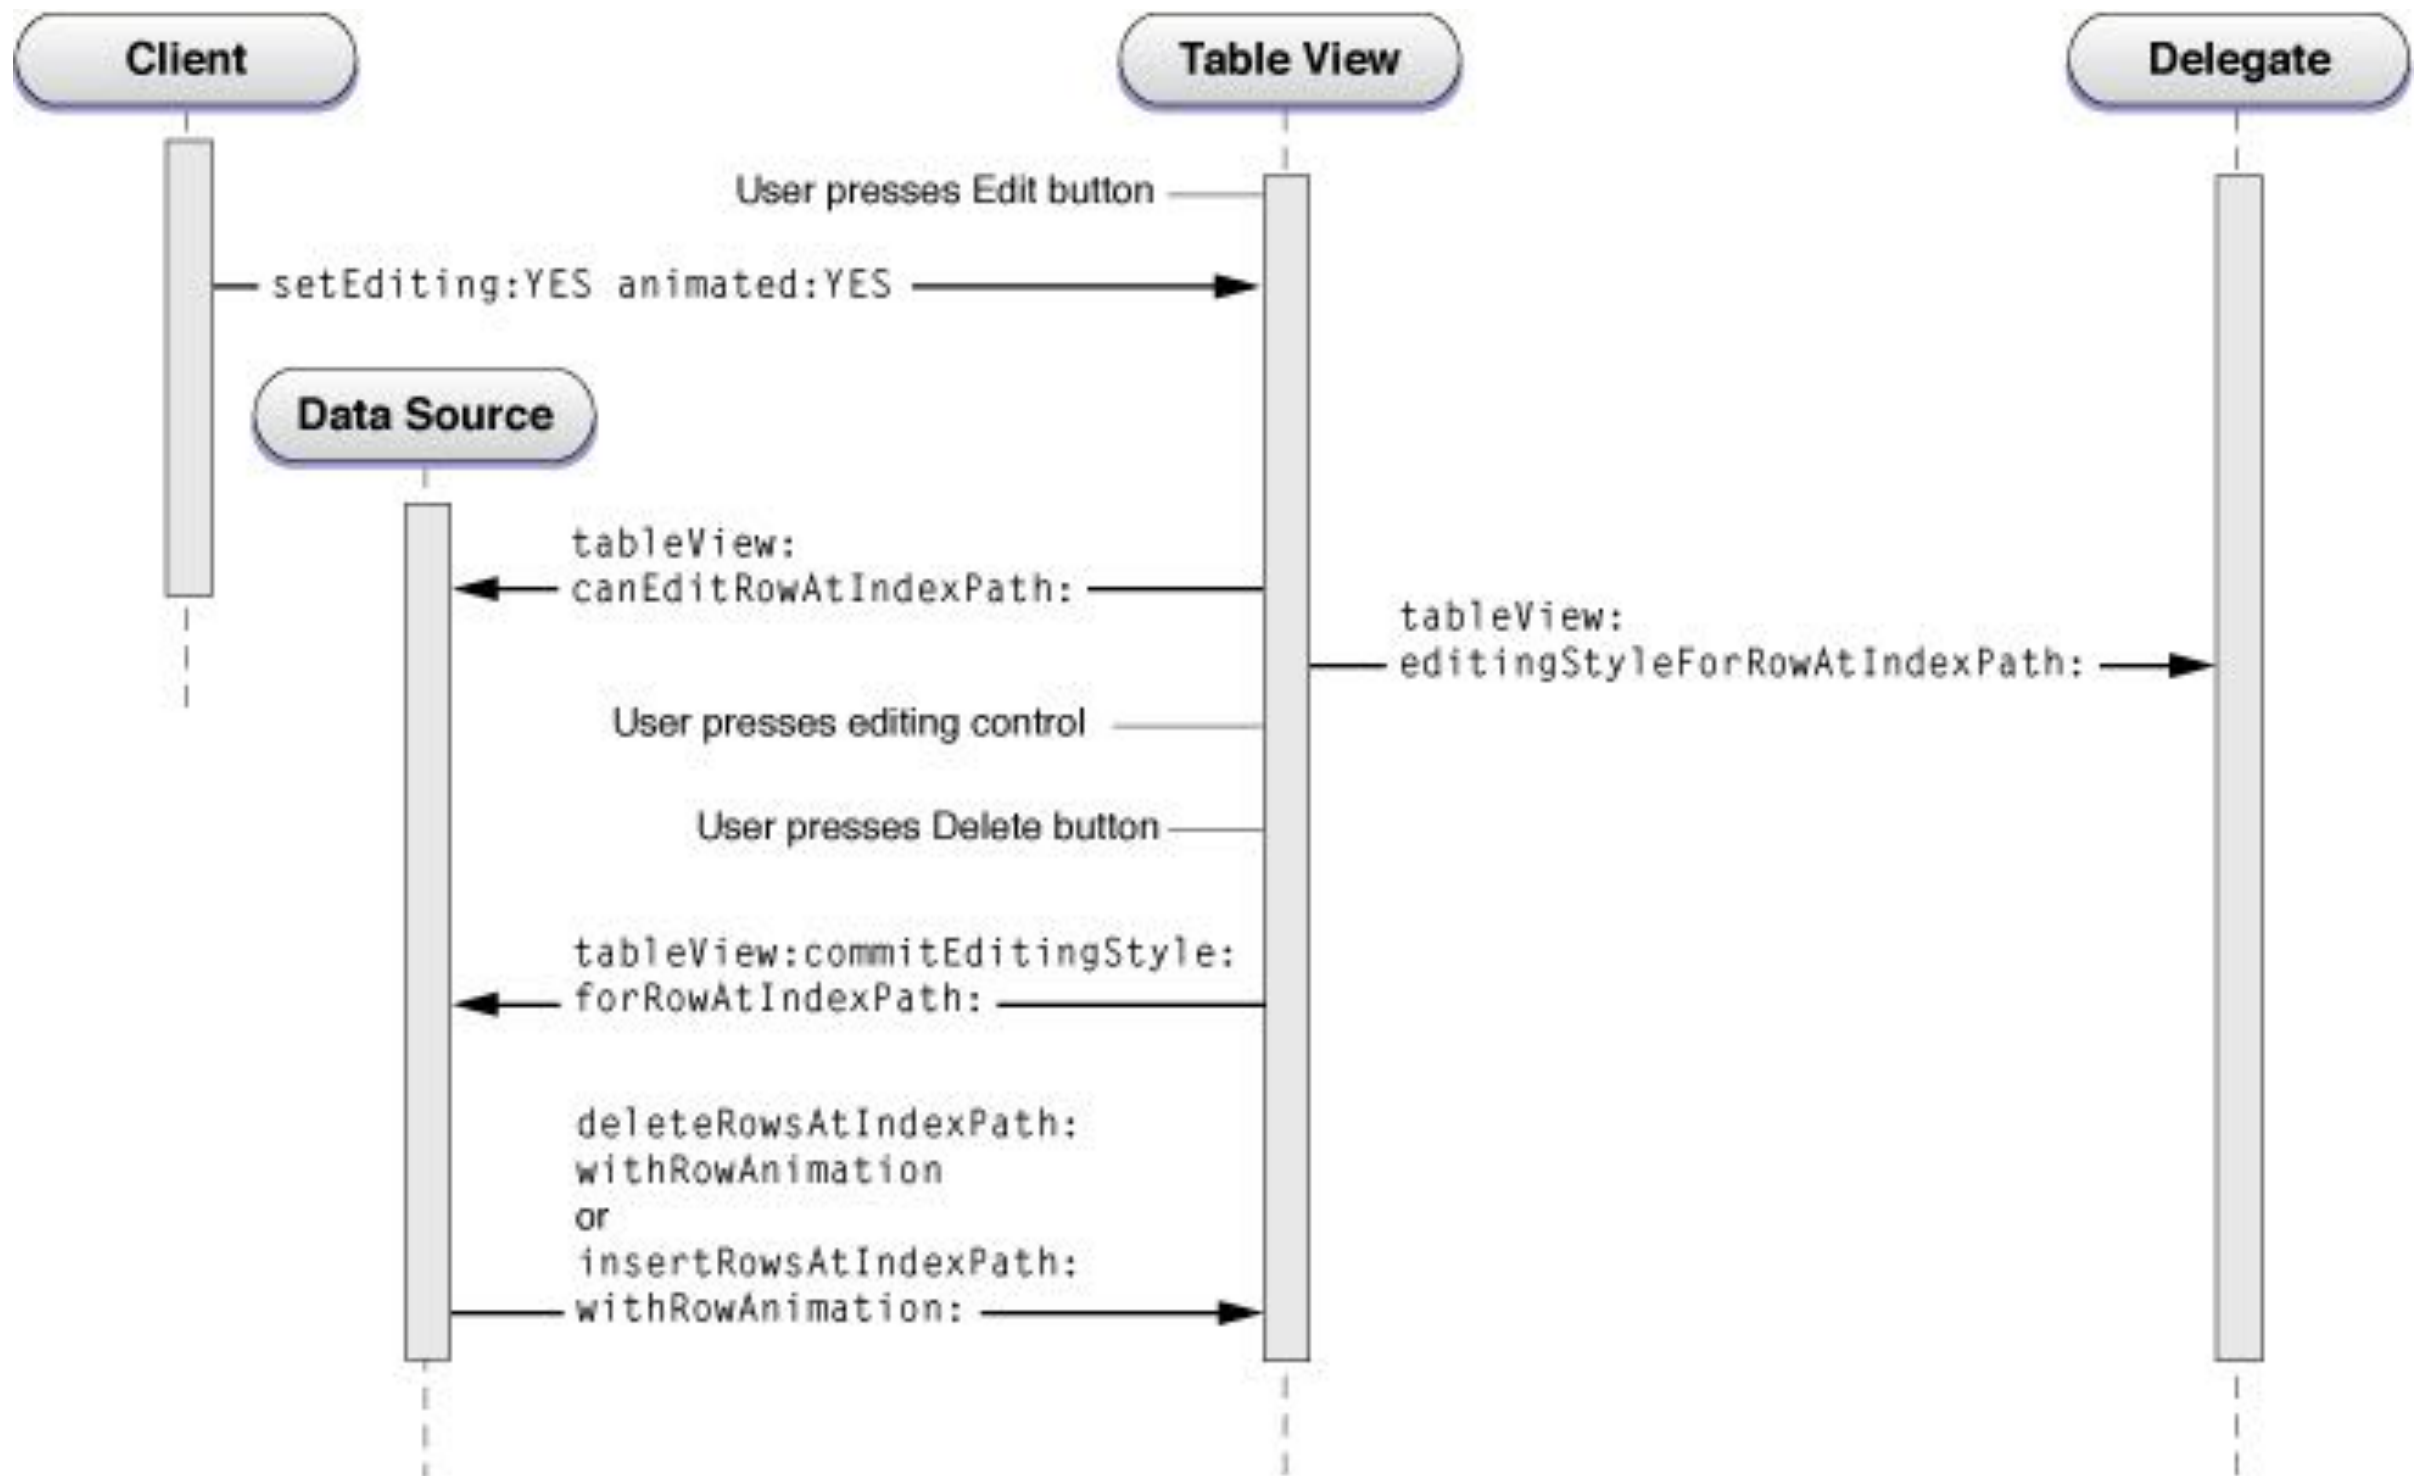 Client
Table View
Delegate
User presses Edit button
setEditing:YES animated:YES
Data Source
tableView:
canEditRowAtIndexPath:
tableView:
editingStyleForRowAtIndexPath:
User presses editing control
User presses Delete button
tableView:commitEditingStyle:
forRowAtIndexPath:
deleteRowsAtIndexPath:
withRowAnimation
or
insertRowsAtIndexPath:
withRowAnimation: